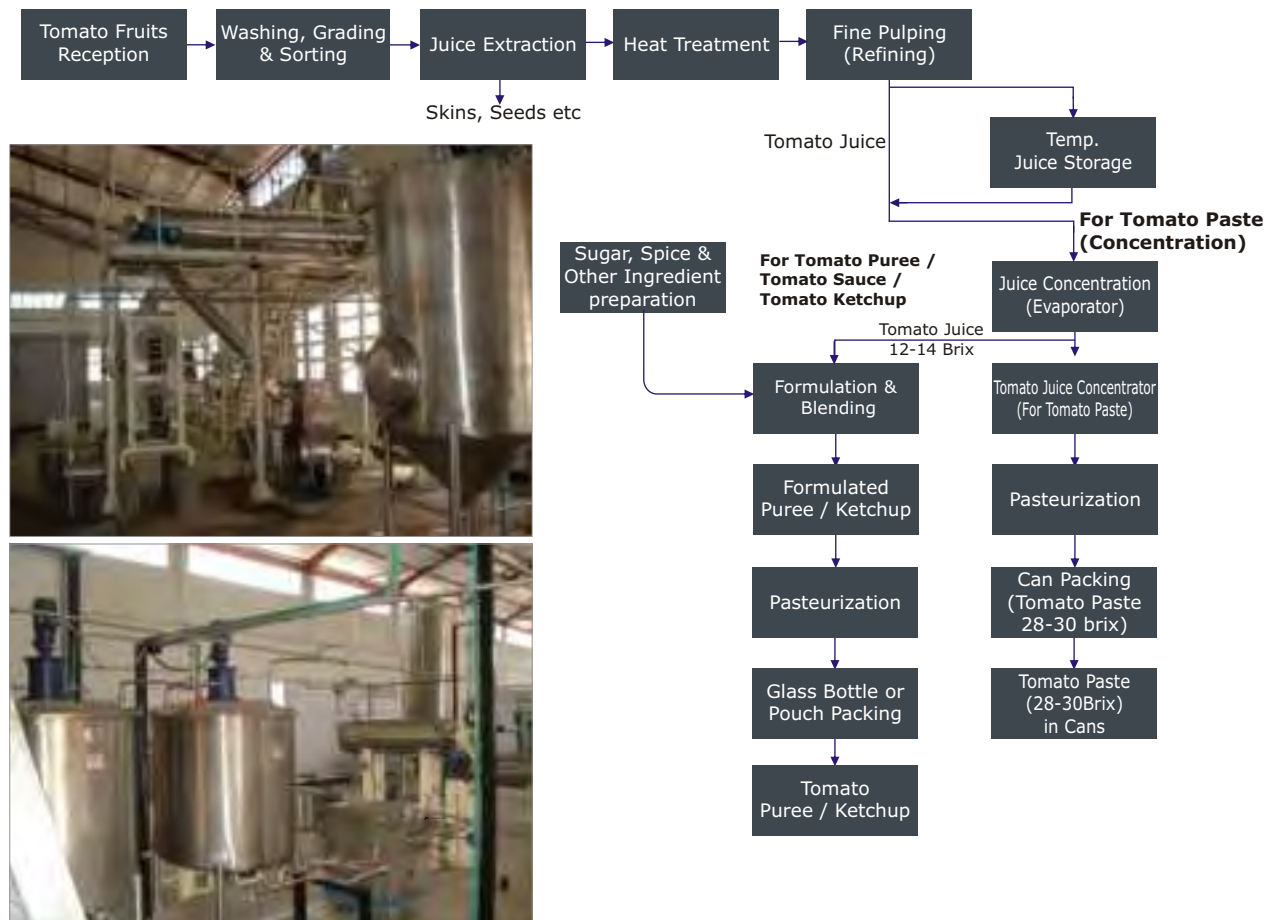 Tomato Fruits
Reception
Washing, Grading
& Sorting
Juice Extraction
Heat Treatment
Fine Pulping
(Refining)
Skins, Seeds etc
Tomato Juice
Temp.
Juice Storage
For Tomato Paste
(Concentration)
Sugar, Spice &
Other Ingredient
preparation
For Tomato Puree /
Tomato Sauce /
Tomato Ketchup
Juice Concentration
(Evaporator)
Tomato Juice
12-14 Brix
Formulation &
Blending
Tomato Juice Concentrator
(For Tomato Paste)
Formulated
Puree / Ketchup
Pasteurization
Pasteurization
Can Packing
(Tomato Paste
28-30 brix)
Glass Bottle or
Pouch Packing
Tomato Paste
(28-30Brix)
in Cans
Tomato
Puree / Ketchup